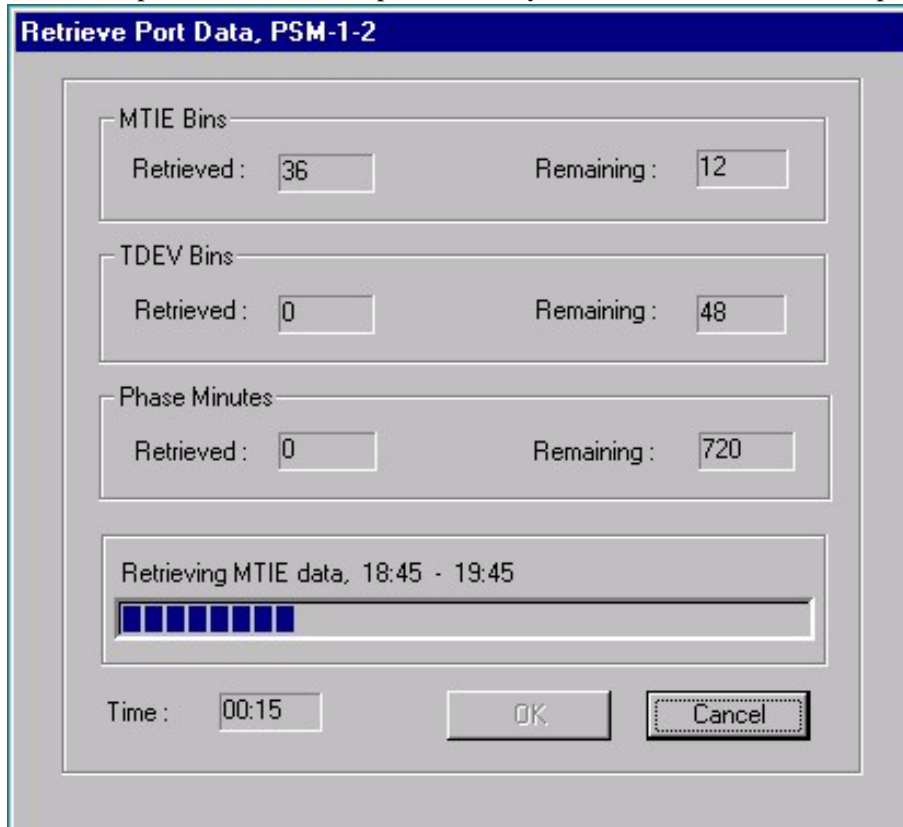 Retrieve Port Data, PSM-1-2
MTIE Bins
Retrieved : 36 Remaining : 12
TDEV Bins
Retrieved : 0 Remaining : 48
Phase Minutes
Retrieved : 0 Remaining : 720
Retrieving MTIE data, 18:45 - 19:45
Time : 00:15 OK Cancel